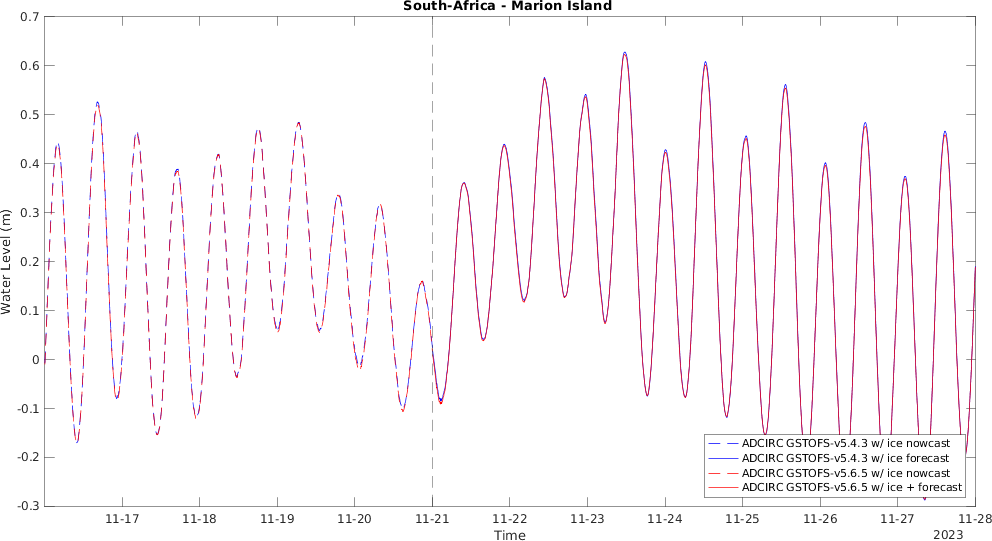 South-Africa - Marion Island
0.7
0.6
0.5
0.4
0.3
0.2
0.1
0
-0.1
-0.2
-0.3
Water Level (m)
ADCIRC GSTOFS-v5.4.3 w/ ice nowcast
ADCIRC GSTOFS-v5.4.3 w/ ice forecast
ADCIRC GSTOFS-v5.6.5 w/ ice nowcast
ADCIRC GSTOFS-v5.6.5 w/ ice + forecast
11-17 11-18 11-19 11-20 11-21 11-22 11-23 11-24 11-25 11-26 11-27 11-28
Time
2023